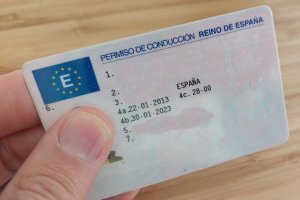 PERMISO DE CONDUCCIÓN REINO DE ESPAÑA
E
1.
2.
3. ESPAÑA
4a.22-01-2013 4c. 28-00
4b.30-01-2023
5.
6.
7.